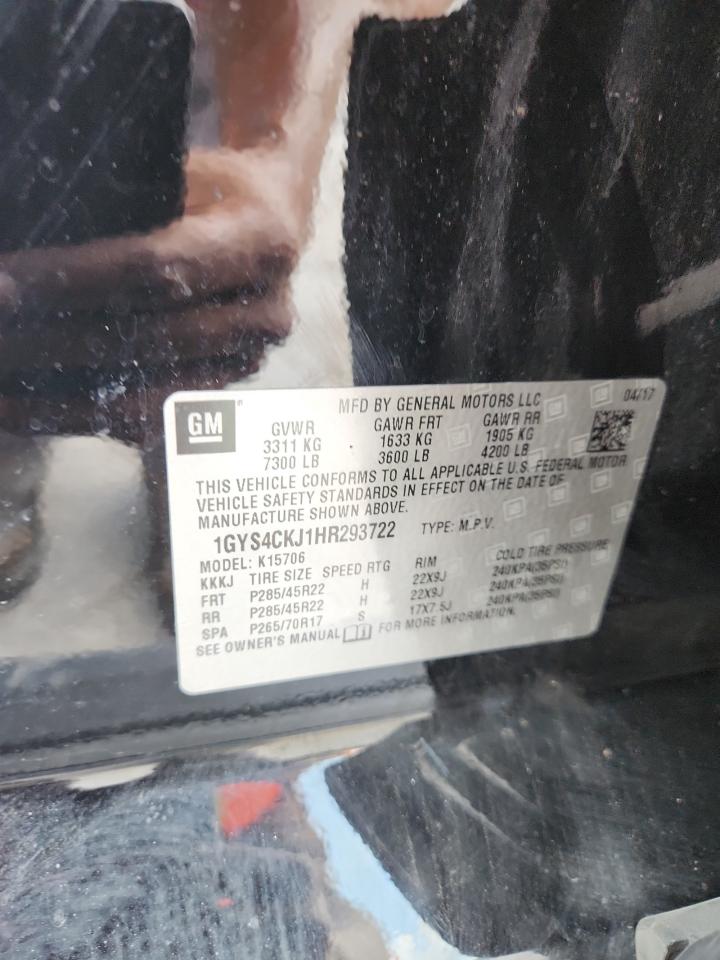 GM
MFD BY GENERAL MOTORS LLC 04/17
GVWR GAWR FRT GAWR RR
3311 KG 1633 KG 1905 KG
7300 LB 3600 LB 4200 LB
THIS VEHICLE CONFORMS TO ALL APPLICABLE U.S. FEDERAL MOTOR
VEHICLE SAFETY STANDARDS IN EFFECT ON THE DATE OF
MANUFACTURE SHOWN ABOVE.
1GYS4CKJ1HR293722 TYPE: M.P.V.
MODEL: K15706
KKKJ TIRE SIZE SPEED RTG RIM COLD TIRE PRESSURE
FRT P285/45R22 H 22X9J 240KPA(35PSI)
RR P285/45R22 H 22X9J 240KPA(35PSI)
SPA P265/70R17 S 17X7.5J 240KPA(35PSI)
SEE OWNER'S MANUAL FOR MORE INFORMATION.